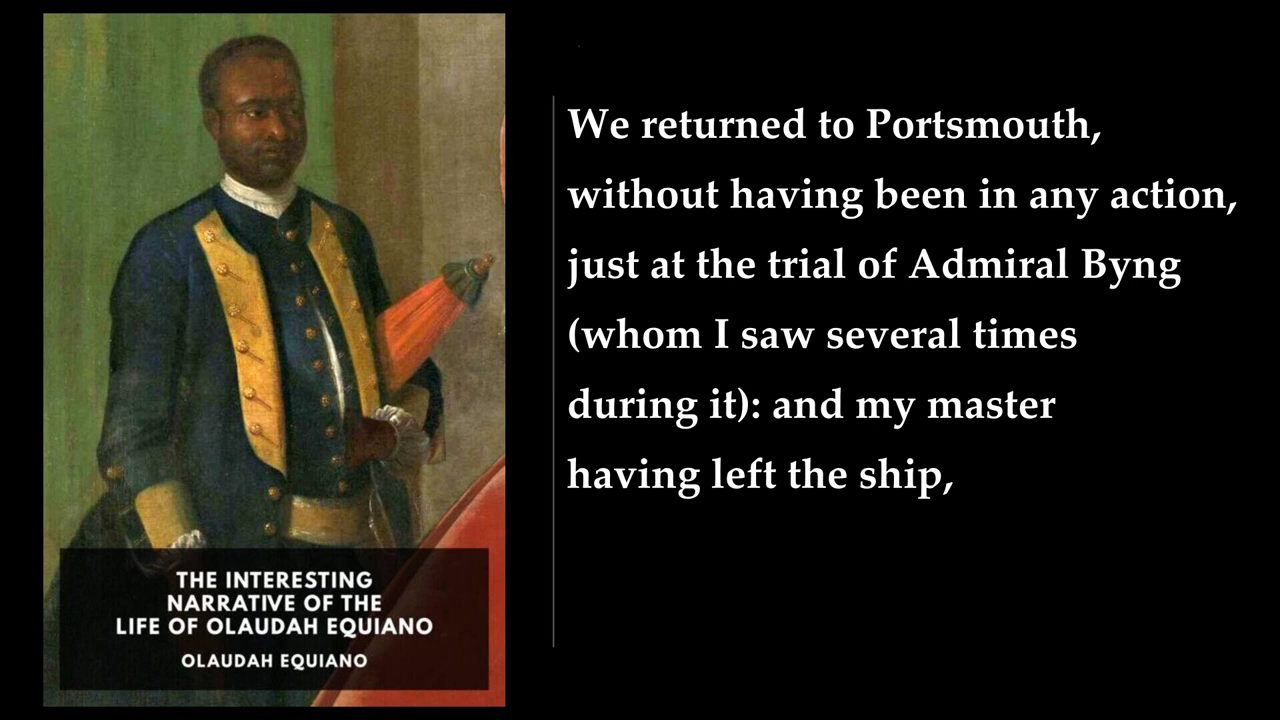 We returned to Portsmouth,
without having been in any action,
just at the trial of Admiral Byng
(whom I saw several times
during it): and my master
having left the ship,
THE INTERESTING
NARRATIVE OF THE
LIFE OF OLAUDAH EQUIANO
OLAUDAH EQUIANO